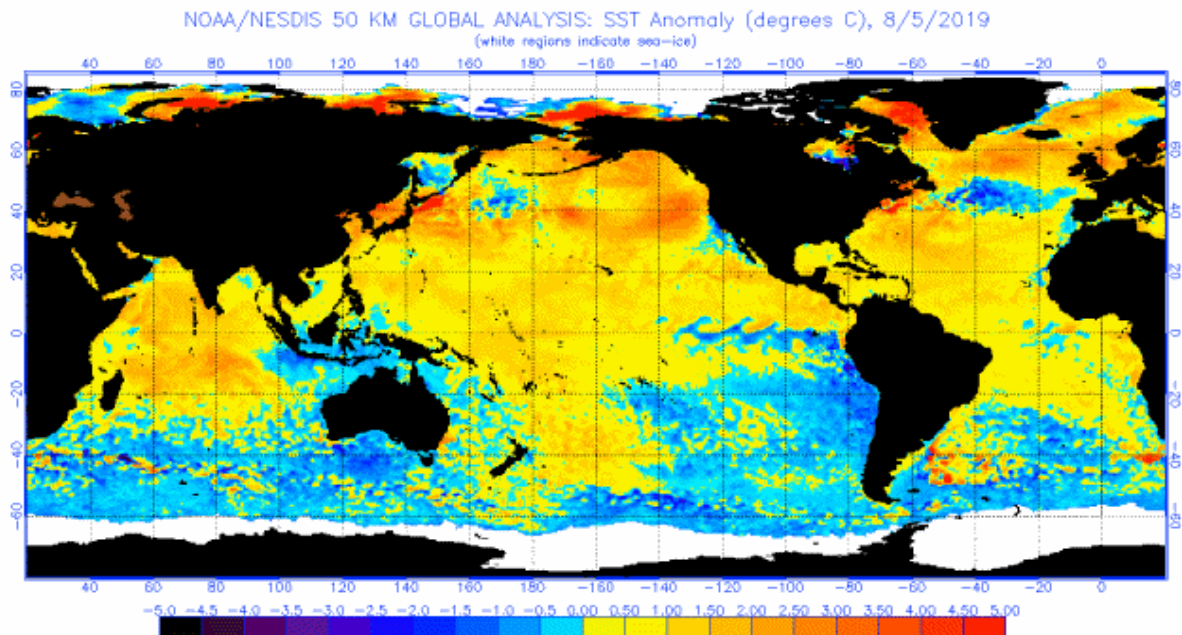 NOAA/NESDIS 50 KM GLOBAL ANALYSIS: SST Anomaly (degrees C), 8/5/2019
(white regions indicate sea-ice)
40 60 80 100 120 140 160 180 -160 -140 -120 -100 -80 -60 -40 -20 0
80 80
60 60
40 40
20 20
0 0
-20 -20
-40 -40
-60 -60
40 60 80 100 120 140 160 180 -160 -140 -120 -100 -80 -60 -40 -20 0
-5.0 -4.5 -4.0 -3.5 -3.0 -2.5 -2.0 -1.5 -1.0 -0.5 0.00 0.50 1.00 1.50 2.00 2.50 3.00 3.50 4.00 4.50 5.00